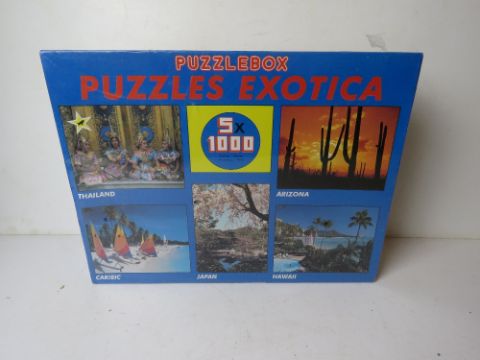 PUZZLEBOX
PUZZLES EXOTICA
5x
1000
THAILAND
ARIZONA
CARIBIC
JAPAN
HAWAII